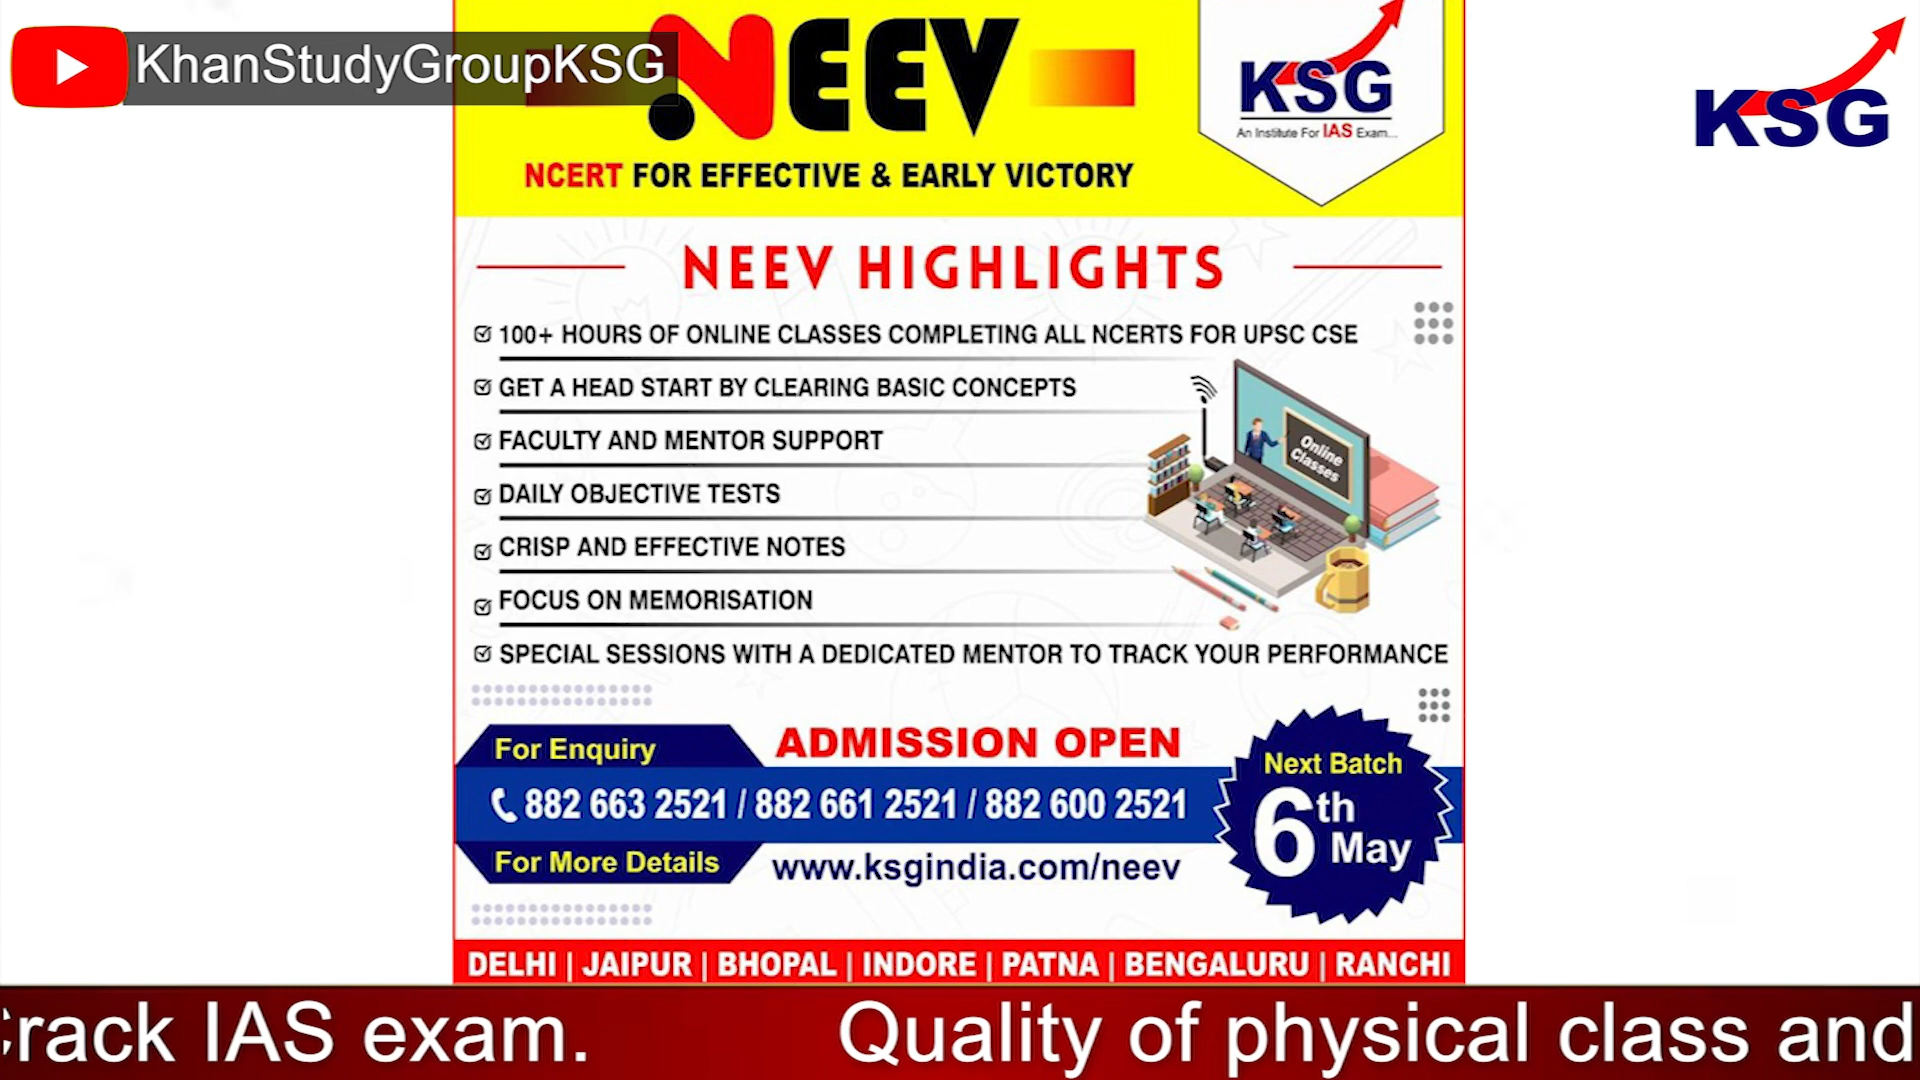 KhanStudyGroupKSG
NEEV
NCERT FOR EFFECTIVE & EARLY VICTORY
KSG
An Institute For IAS Exam...
KSG
NEEV HIGHLIGHTS
100+ HOURS OF ONLINE CLASSES COMPLETING ALL NCERTS FOR UPSC CSE
GET A HEAD START BY CLEARING BASIC CONCEPTS
FACULTY AND MENTOR SUPPORT
DAILY OBJECTIVE TESTS
CRISP AND EFFECTIVE NOTES
FOCUS ON MEMORISATION
SPECIAL SESSIONS WITH A DEDICATED MENTOR TO TRACK YOUR PERFORMANCE
Online
Classes
For Enquiry
ADMISSION OPEN
882 663 2521 / 882 661 2521 / 882 600 2521
For More Details
www.ksgindia.com/neev
Next Batch
6th
May
DELHI | JAIPUR | BHOPAL | INDORE | PATNA | BENGALURU | RANCHI
Crack IAS exam. Quality of physical class and